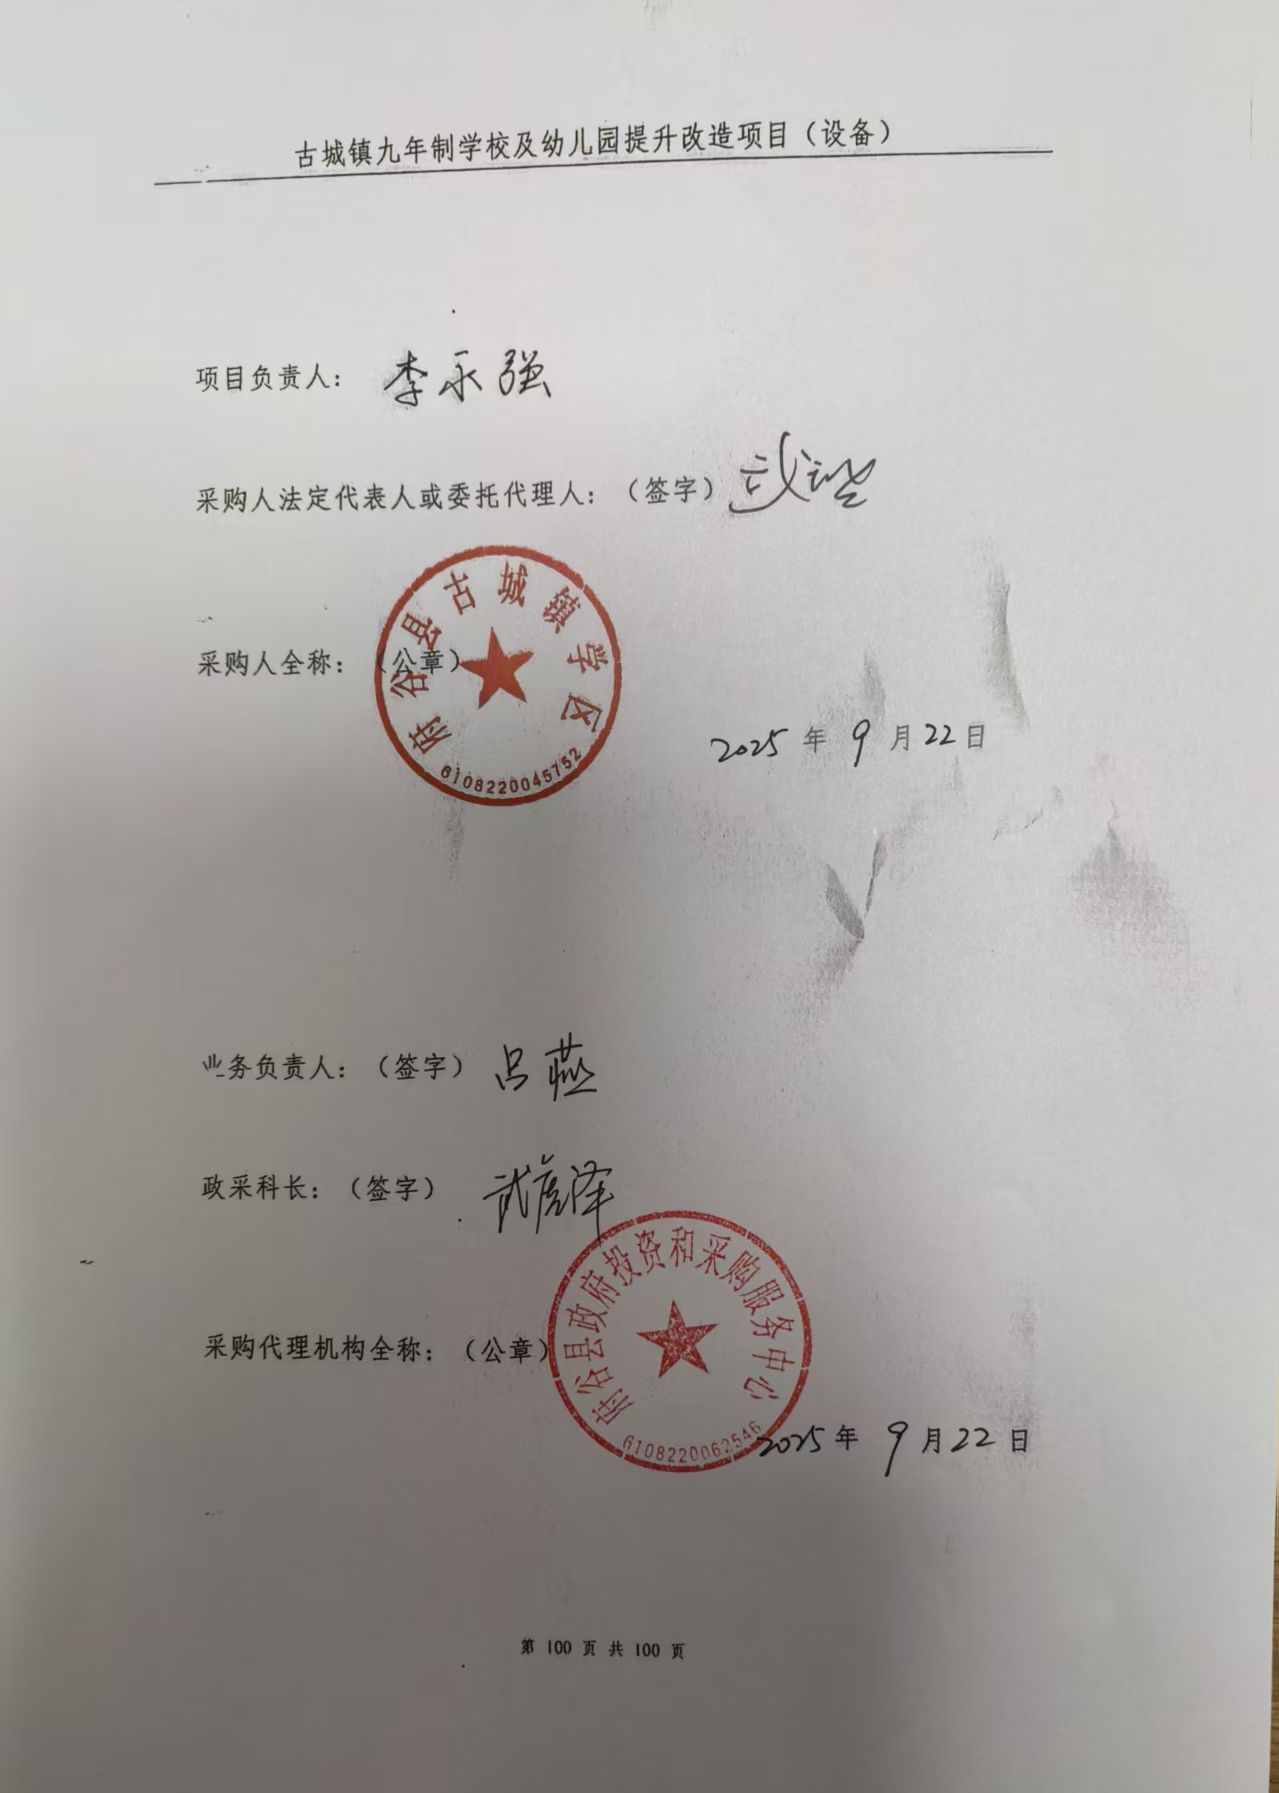 古城镇九年制学校及幼儿园提升改造项目（设备）
项目负责人：李永强
采购人法定代表人或委托代理人：（签字）
采购人全称：（公章）
府谷县古城镇学区
6108220045752
2025年9月22日
业务负责人：（签字）吕燕
政采科长：（签字）武彦泽
采购代理机构全称：（公章）
府谷县政府投资和采购服务中心
6108220062546
2025年9月22日
第 100 页 共 100 页